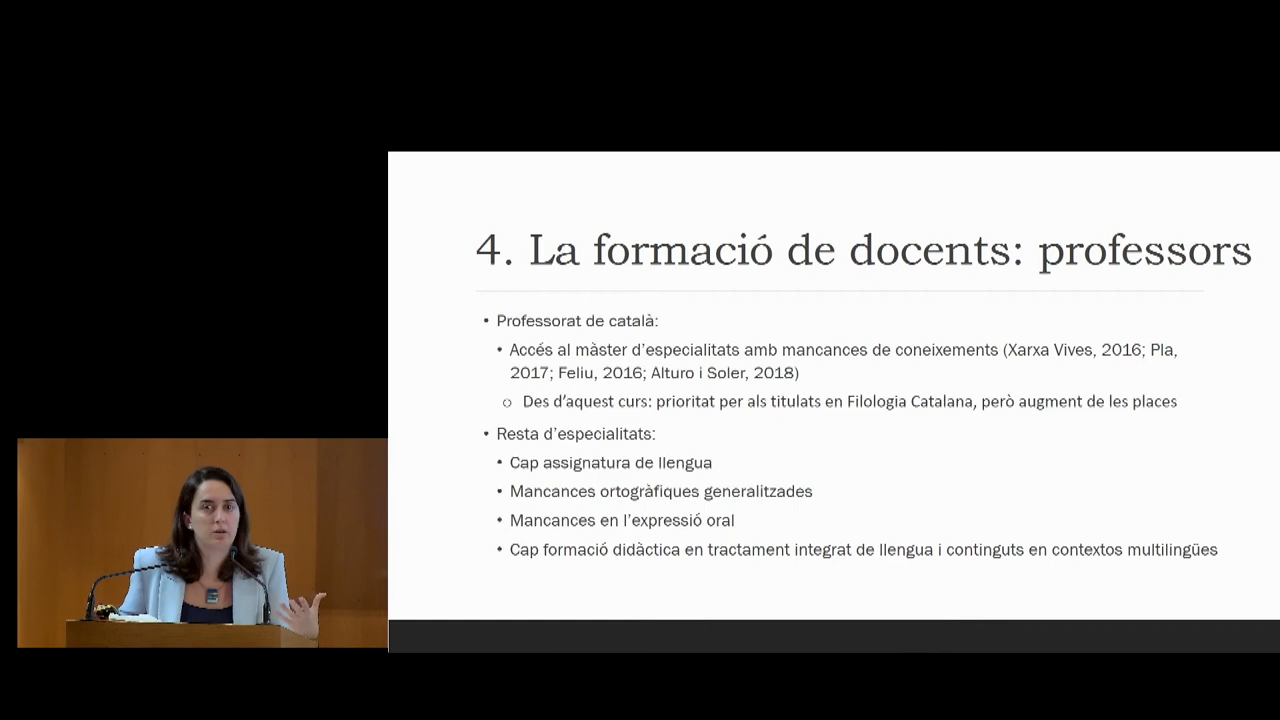 4. La formació de docents: professors
• Professorat de català:
• Accés al màster d’especialitats amb mancances de coneixements (Xarxa Vives, 2016; Pla,
2017; Feliu, 2016; Alturo i Soler, 2018)
○ Des d’aquest curs: prioritat per als titulats en Filologia Catalana, però augment de les places
• Resta d’especialitats:
• Cap assignatura de llengua
• Mancances ortogràfiques generalitzades
• Mancances en l’expressió oral
• Cap formació didàctica en tractament integrat de llengua i continguts en contextos multilingües